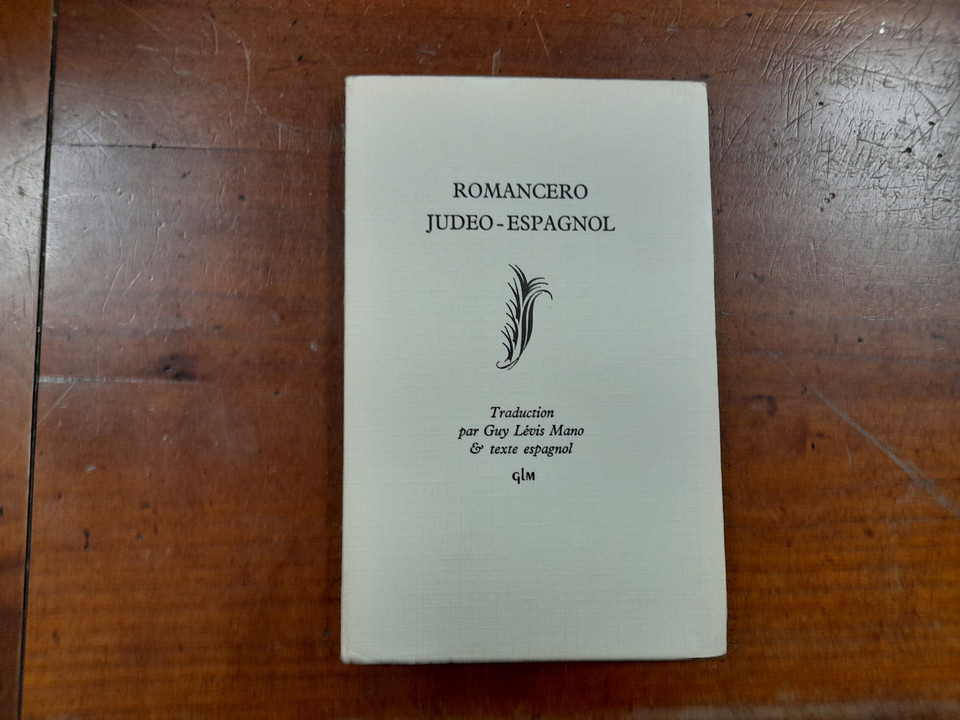 ROMANCERO
JUDEO-ESPAGNOL
Traduction
par Guy Lévis Mano
& texte espagnol
GLM